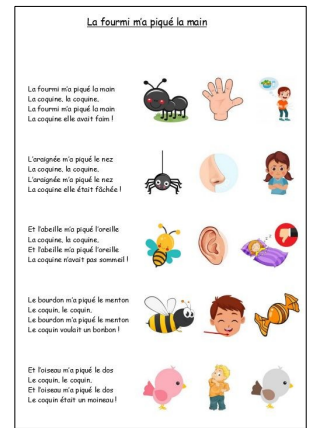 La fourmi m'a piqué la main
La fourmi m'a piqué la main
La coquine, la coquine,
La fourmi m'a piqué la main
La coquine elle avait faim !
L'araignée m'a piqué le nez
La coquine, la coquine,
L'araignée m'a piqué le nez
La coquine elle était fâchée !
Et l'abeille m'a piqué l'oreille
La coquine, la coquine,
Et l'abeille m'a piqué l'oreille
La coquine n'avait pas sommeil !
Le bourdon m'a piqué le menton
Le coquin, le coquin,
Le bourdon m'a piqué le menton
Le coquin voulait un bonbon !
Et l'oiseau m'a piqué le dos
Le coquin, le coquin,
Et l'oiseau m'a piqué le dos
Le coquin était un moineau !